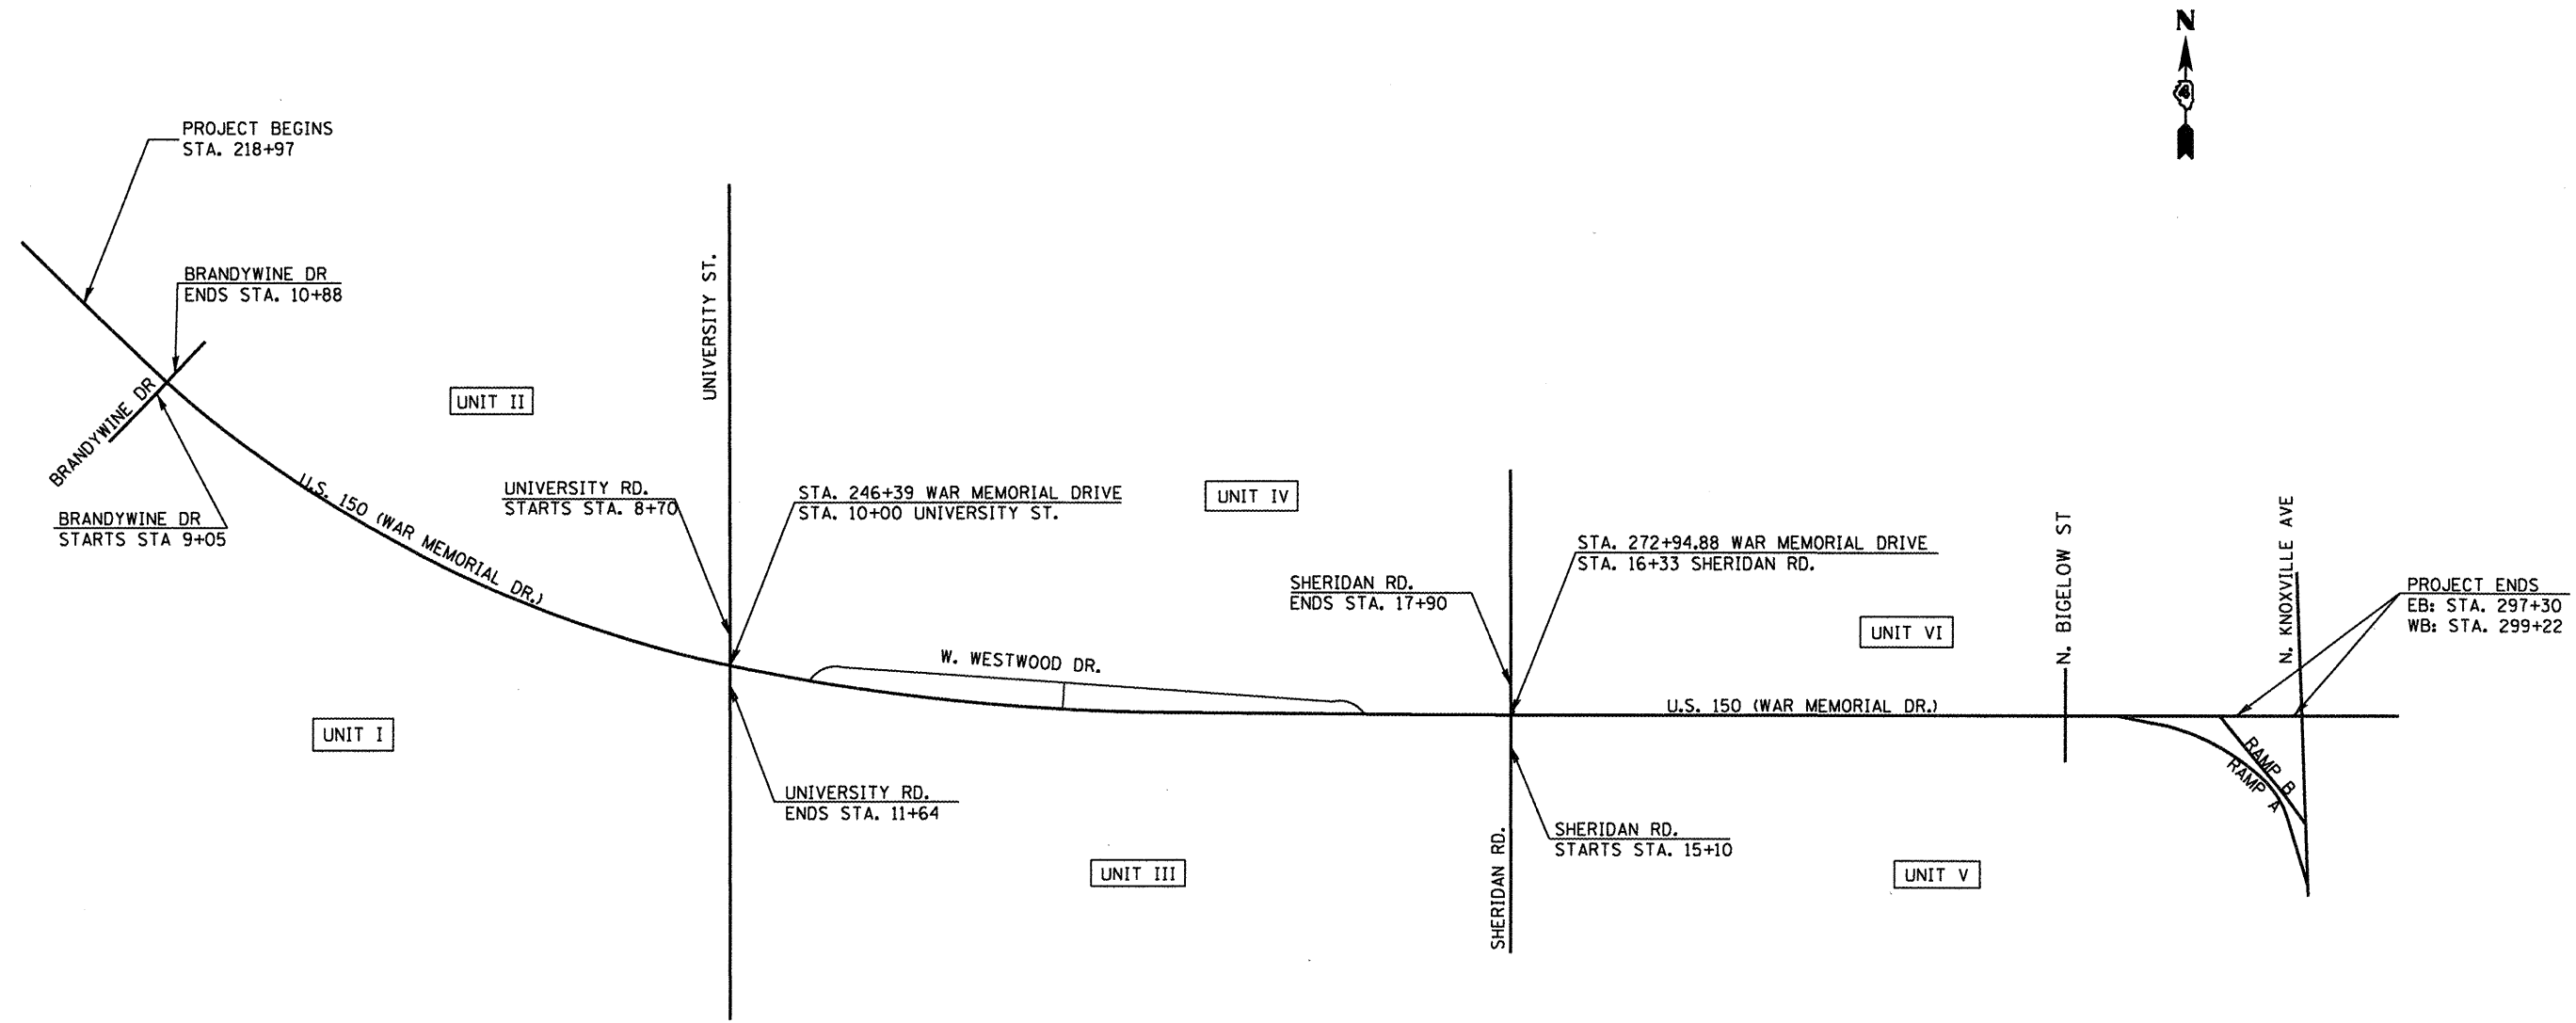 N
4
PROJECT BEGINS
STA. 218+97
BRANDYWINE DR
ENDS STA. 10+88
BRANDYWINE DR
BRANDYWINE DR
STARTS STA 9+05
UNIT II
UNIVERSITY ST.
U.S. 150 (WAR MEMORIAL DR.)
UNIVERSITY RD.
STARTS STA. 8+70
STA. 246+39 WAR MEMORIAL DRIVE
STA. 10+00 UNIVERSITY ST.
UNIT IV
W. WESTWOOD DR.
SHERIDAN RD.
ENDS STA. 17+90
STA. 272+94.88 WAR MEMORIAL DRIVE
STA. 16+33 SHERIDAN RD.
UNIT VI
N. BIGELOW ST
N. KNOXVILLE AVE
PROJECT ENDS
EB: STA. 297+30
WB: STA. 299+22
U.S. 150 (WAR MEMORIAL DR.)
UNIT I
UNIVERSITY RD.
ENDS STA. 11+64
UNIT III
SHERIDAN RD.
SHERIDAN RD.
STARTS STA. 15+10
UNIT V
RAMP B
RAMP A